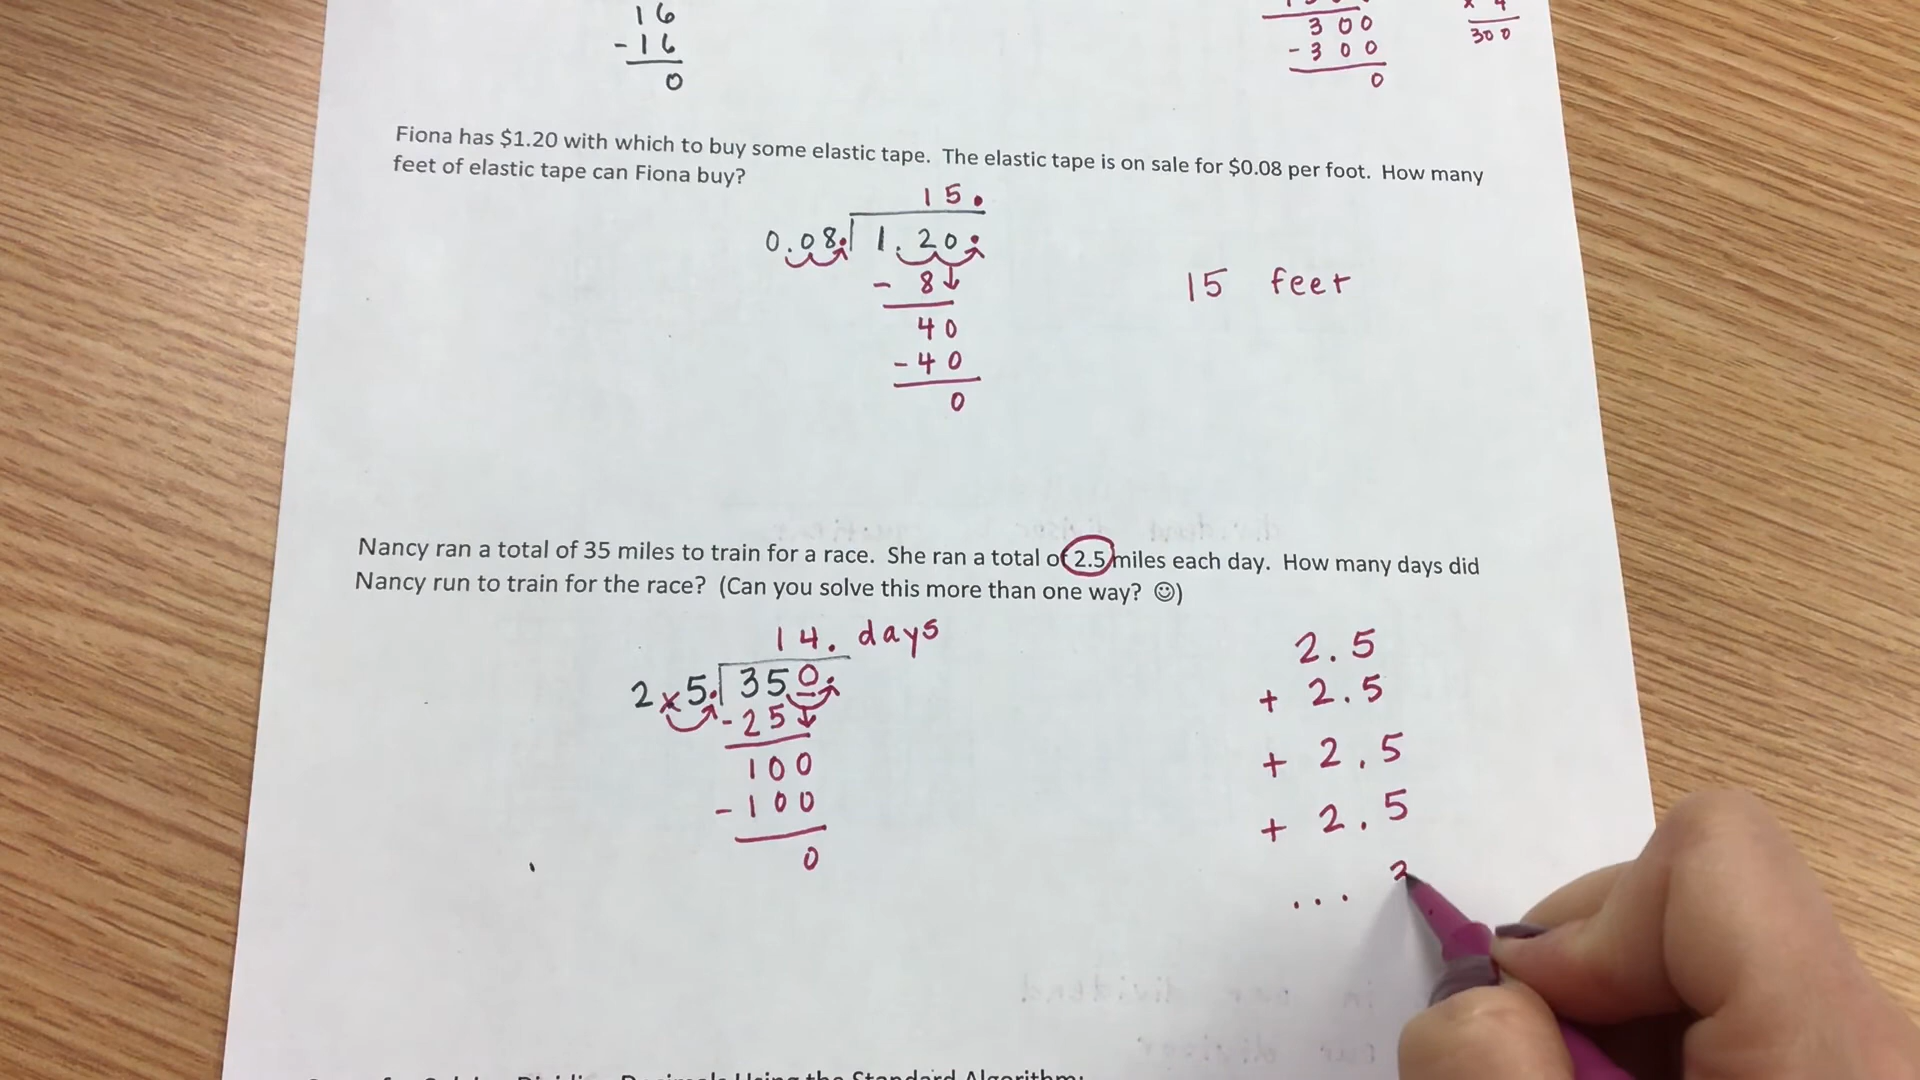 16
-16
0
300
-300
0
x 4
300
Fiona has $1.20 with which to buy some elastic tape. The elastic tape is on sale for $0.08 per foot. How many
feet of elastic tape can Fiona buy?
15.
0.08. 1.20.
- 8
40
-40
0
15 feet
Nancy ran a total of 35 miles to train for a race. She ran a total of 2.5 miles each day. How many days did
Nancy run to train for the race? (Can you solve this more than one way? ☺)
14. days
2.5. 350.
-25
100
-100
0
2.5
+ 2.5
+ 2.5
+ 2.5
...
Using the Standard Algorithm: